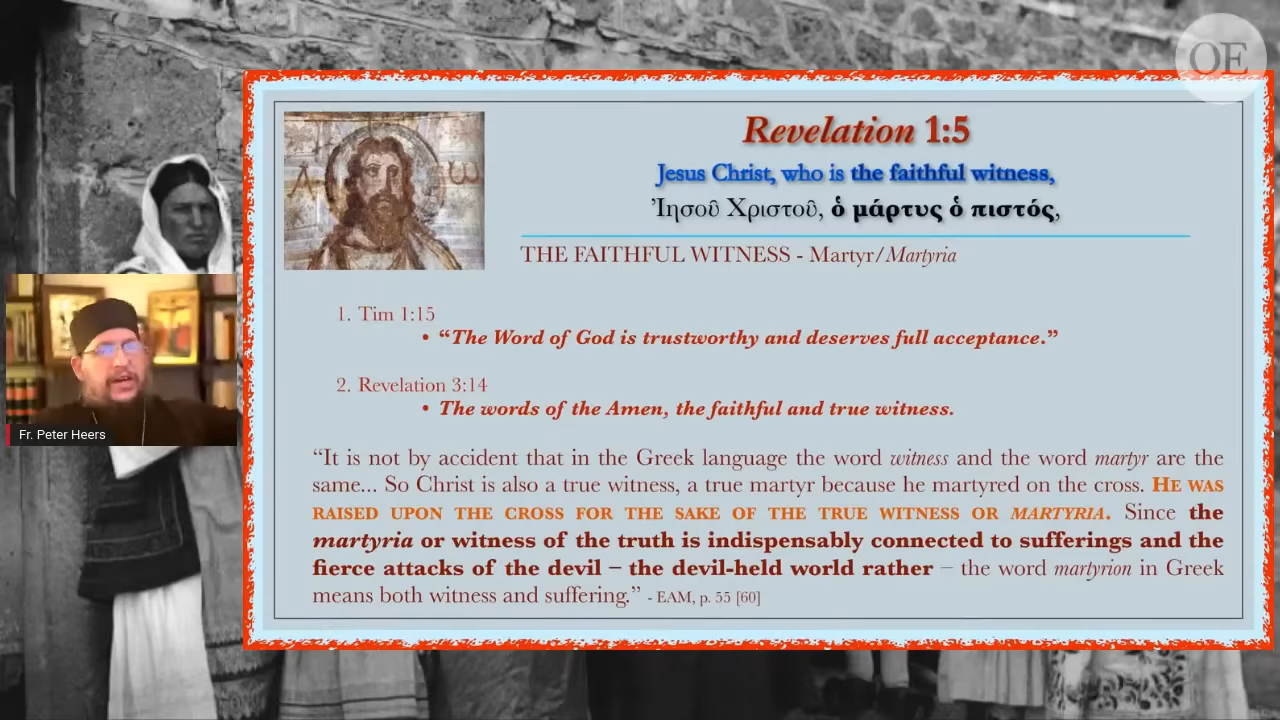 OE
Revelation 1:5
Jesus Christ, who is the faithful witness,
Ἰησοῦ Χριστοῦ, ὁ μάρτυς ὁ πιστός,
A ω
THE FAITHFUL WITNESS - Martyr/Martyria
1. Tim 1:15
• “The Word of God is trustworthy and deserves full acceptance.”
2. Revelation 3:14
• The words of the Amen, the faithful and true witness.
“It is not by accident that in the Greek language the word witness and the word martyr are the
same... So Christ is also a true witness, a true martyr because he martyred on the cross. HE WAS
RAISED UPON THE CROSS FOR THE SAKE OF THE TRUE WITNESS OR MARTYRIA. Since the
martyria or witness of the truth is indispensably connected to sufferings and the
fierce attacks of the devil – the devil-held world rather – the word martyrion in Greek
means both witness and suffering.” - EAM, p. 55 [60]
Fr. Peter Heers